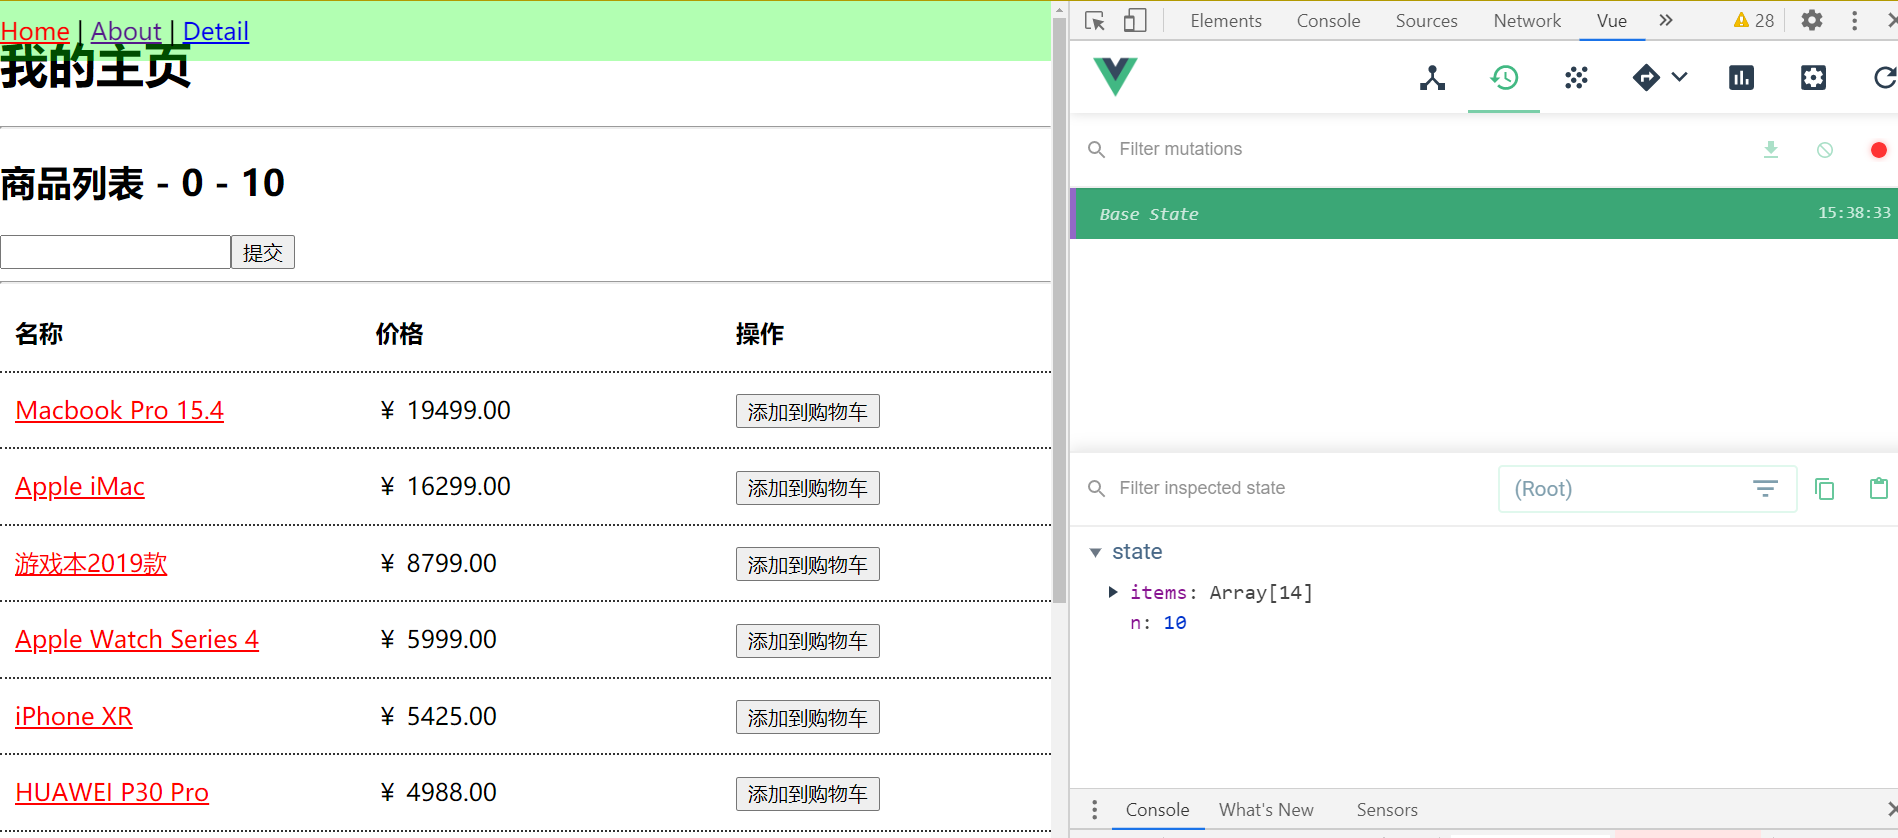 Home | About | Detail
我的主页
商品列表 - 0 - 10
提交
名称 价格 操作
Macbook Pro 15.4 ¥ 19499.00 添加到购物车
Apple iMac ¥ 16299.00 添加到购物车
游戏本2019款 ¥ 8799.00 添加到购物车
Apple Watch Series 4 ¥ 5999.00 添加到购物车
iPhone XR ¥ 5425.00 添加到购物车
HUAWEI P30 Pro ¥ 4988.00 添加到购物车
Elements Console Sources Network Vue » 28
Filter mutations
Base State 15:38:33
Filter inspected state (Root)
state
items: Array[14]
n: 10
Console What's New Sensors